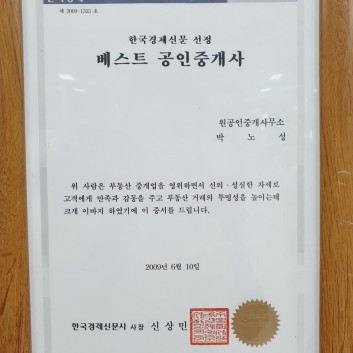 제 2009-1355 호
한국경제신문 선정
베스트 공인중개사
원공인중개사무소
박 노 성
위 사람은 부동산 중개업을 영위하면서 신의 · 성실한 자세로
고객에게 만족과 감동을 주고 부동산 거래의 투명성을 높이는데
크게 이바지 하였기에 이 증서를 드립니다.
2009년 6월 10일
한국경제신문사 사장 신 상 민